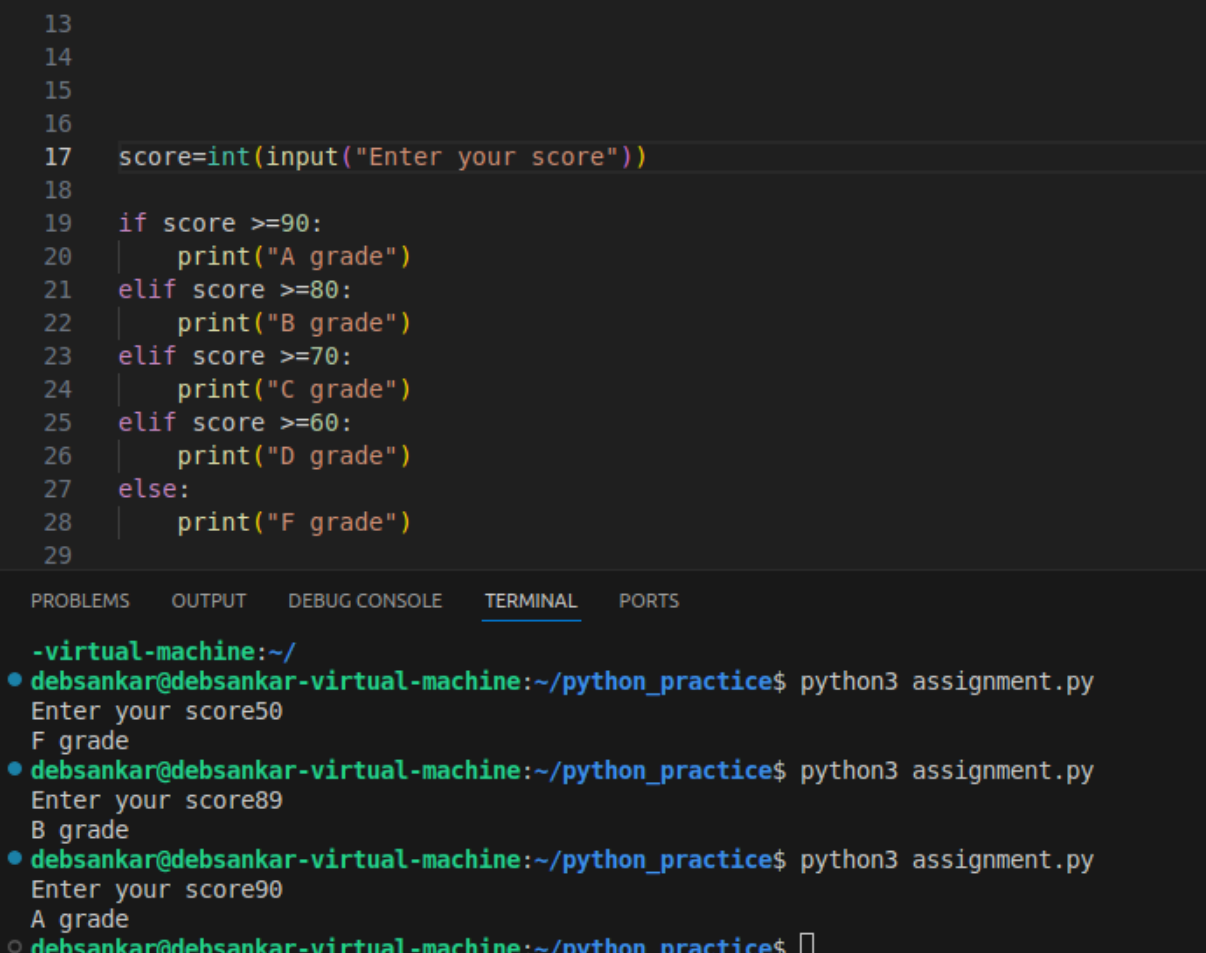 13
14
15
16
17 score=int(input("Enter your score"))
18
19 if score >=90:
20     print("A grade")
21 elif score >=80:
22     print("B grade")
23 elif score >=70:
24     print("C grade")
25 elif score >=60:
26     print("D grade")
27 else:
28     print("F grade")
29
PROBLEMS OUTPUT DEBUG CONSOLE TERMINAL PORTS
-virtual-machine:~/
debsankar@debsankar-virtual-machine:~/python_practice$ python3 assignment.py
Enter your score50
F grade
debsankar@debsankar-virtual-machine:~/python_practice$ python3 assignment.py
Enter your score89
B grade
debsankar@debsankar-virtual-machine:~/python_practice$ python3 assignment.py
Enter your score90
A grade
debsankar@debsankar-virtual-machine:~/python_practice$